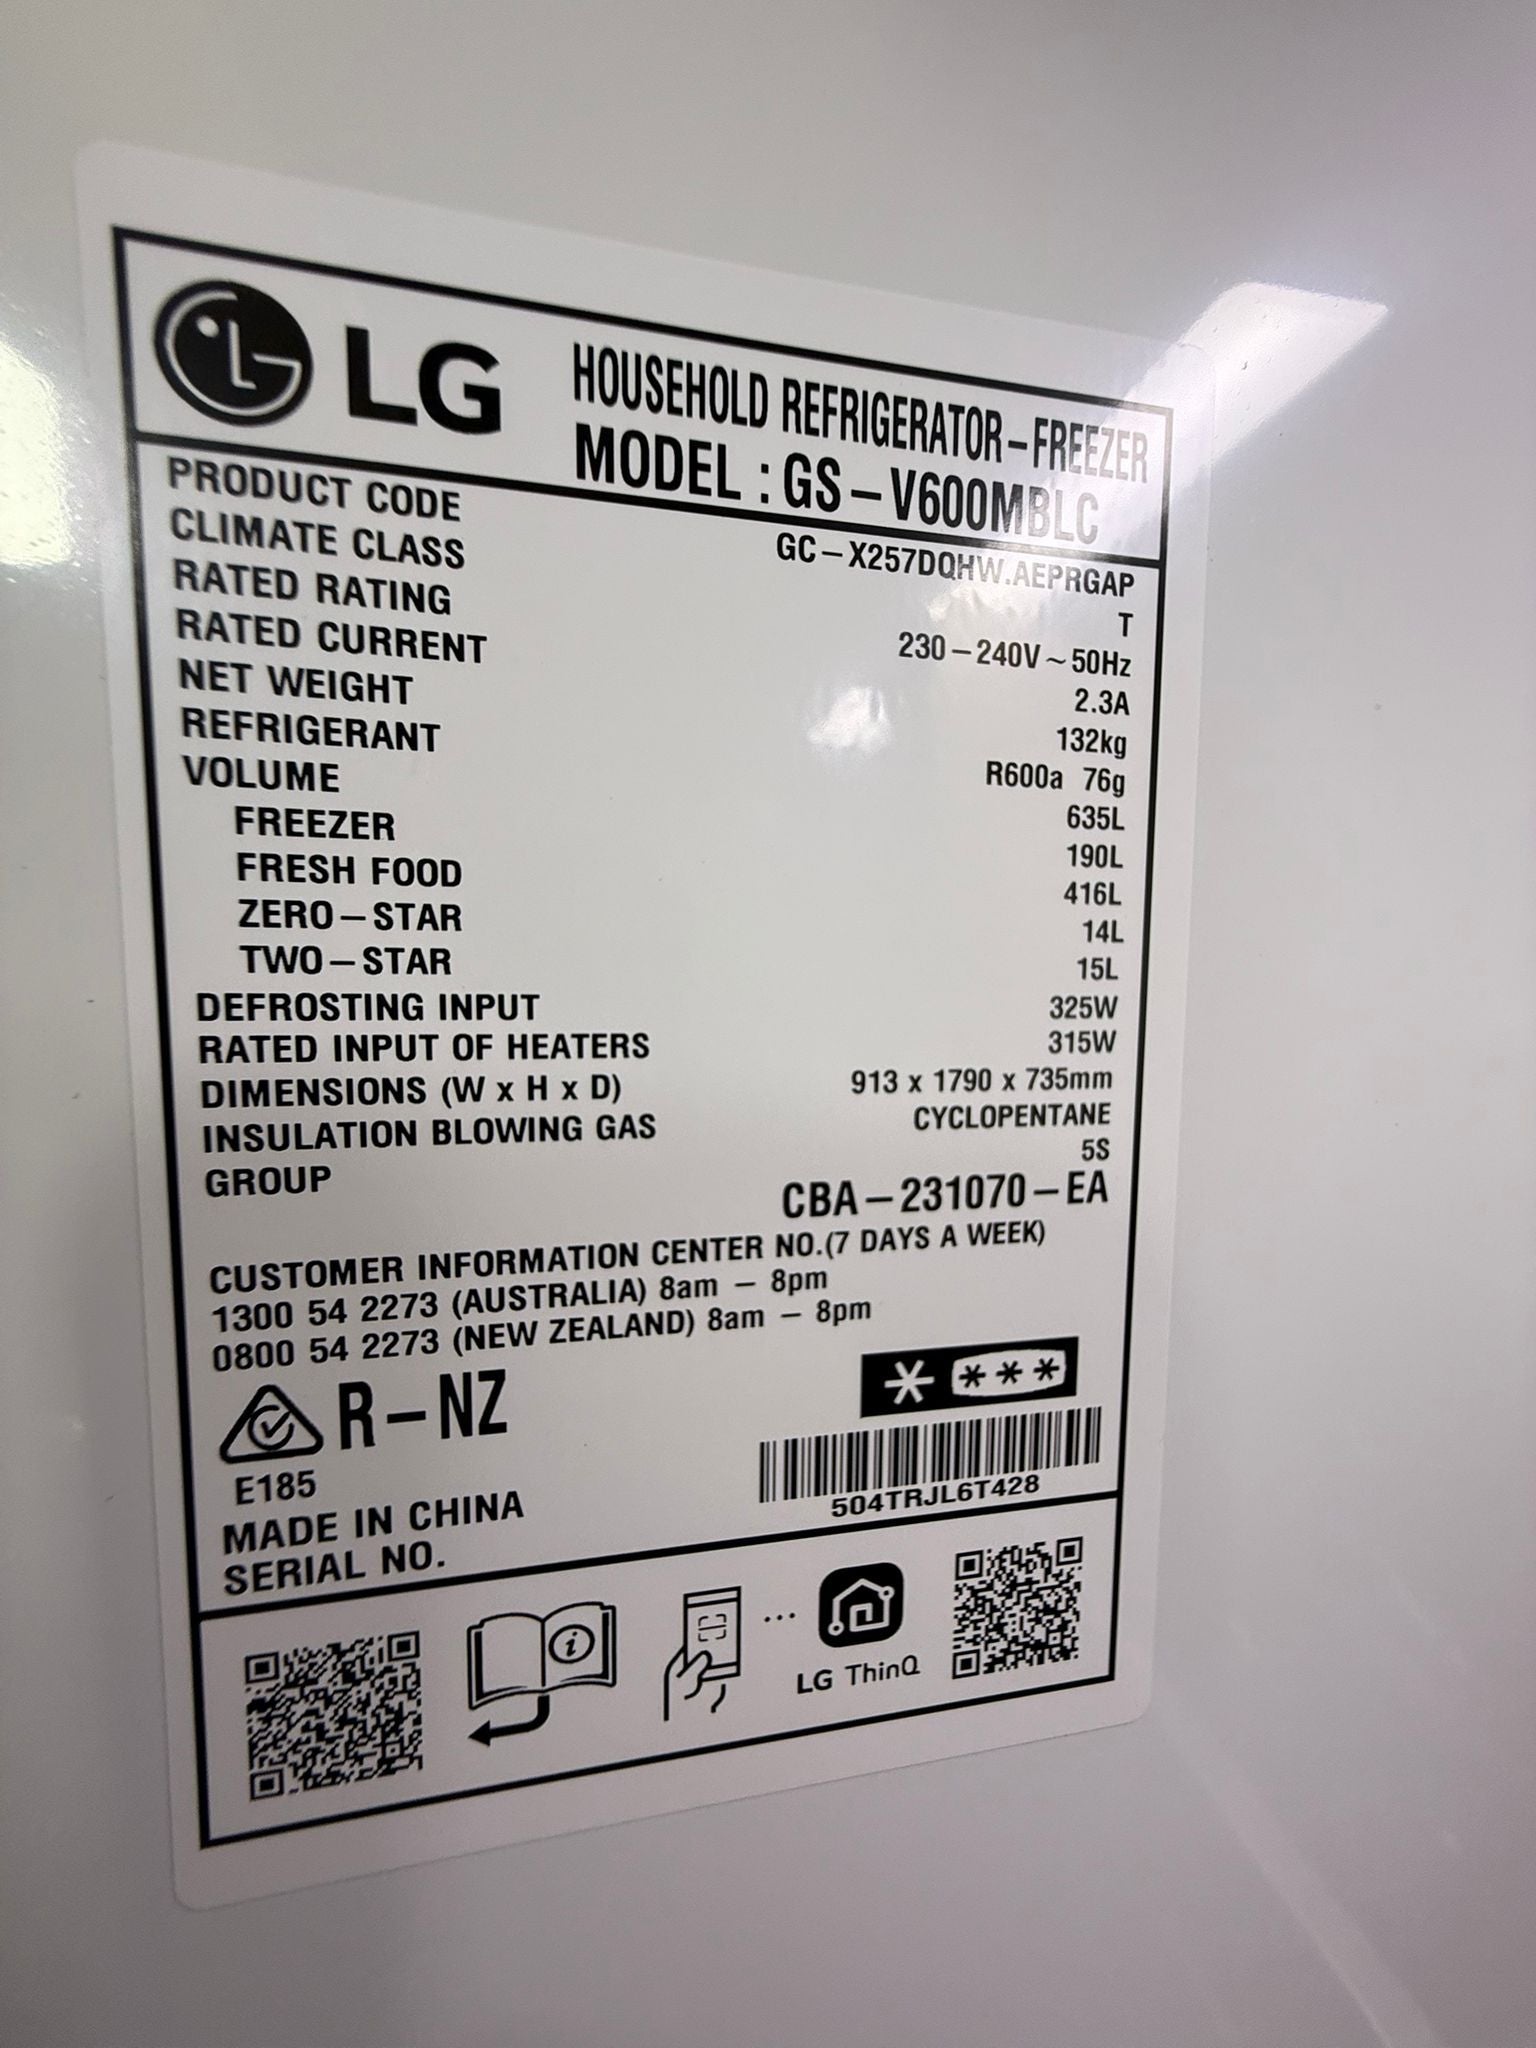 LG
HOUSEHOLD REFRIGERATOR-FREEZER
MODEL : GS-V600MBLC
PRODUCT CODE GC-X257DQHW.AEPRGAP
CLIMATE CLASS T
RATED RATING 230-240V~50Hz
RATED CURRENT 2.3A
NET WEIGHT 132kg
REFRIGERANT R600a 76g
VOLUME 635L
FREEZER 190L
FRESH FOOD 416L
ZERO-STAR 14L
TWO-STAR 15L
DEFROSTING INPUT 325W
RATED INPUT OF HEATERS 315W
DIMENSIONS (W x H x D) 913 x 1790 x 735mm
INSULATION BLOWING GAS CYCLOPENTANE
GROUP 5S
CBA-231070-EA
CUSTOMER INFORMATION CENTER NO.(7 DAYS A WEEK)
1300 54 2273 (AUSTRALIA) 8am - 8pm
0800 54 2273 (NEW ZEALAND) 8am - 8pm
R-NZ
E185
MADE IN CHINA
SERIAL NO. 504TRJL6T428
LG ThinQ